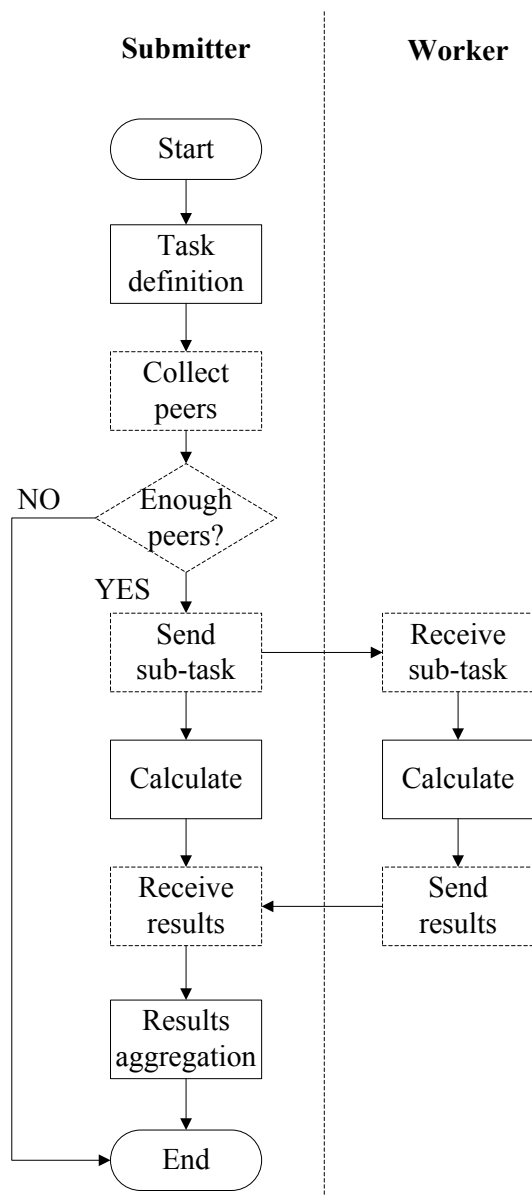 Submitter
Worker
Start
Task
definition
Collect
peers
NO
Enough
peers?
YES
Send
sub-task
Receive
sub-task
Calculate
Calculate
Receive
results
Send
results
Results
aggregation
End